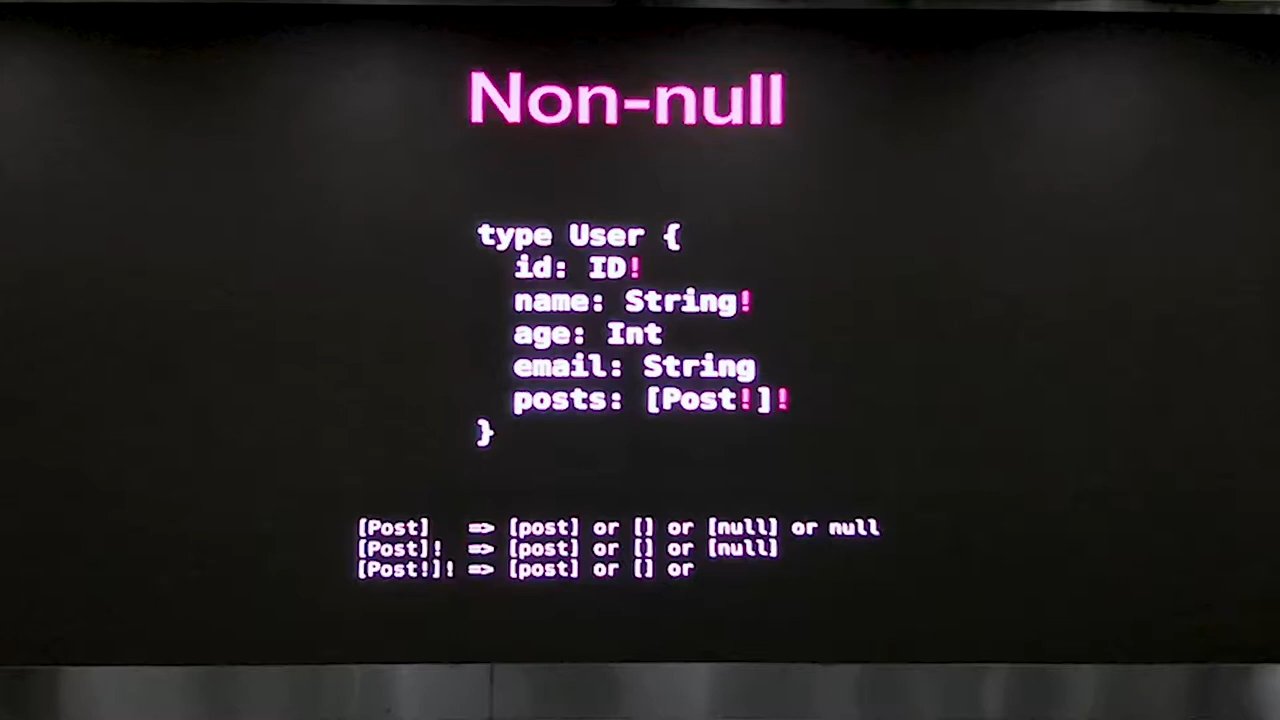 Non-null
type User {
  id: ID!
  name: String!
  age: Int
  email: String
  posts: [Post!]!
}
[Post]   => [post] or [] or [null] or null
[Post]!  => [post] or [] or [null]
[Post!]! => [post] or [] or